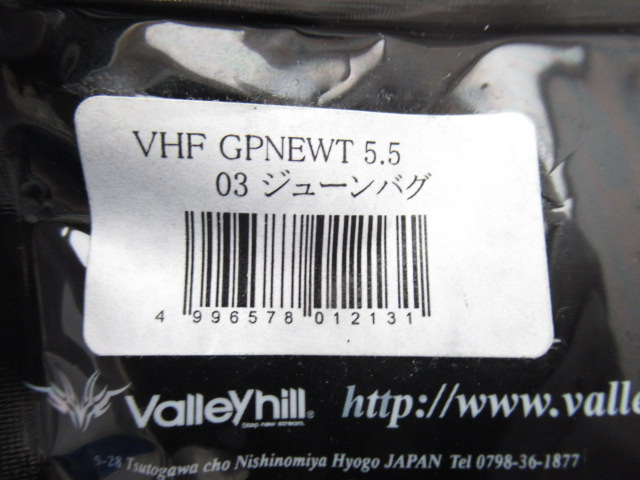 VHF GPNEWT 5.5
03 ジューンバグ
4 996578 012131
ValleyHill® http://www.valle
Step new stream.
5-28 Tsutogawa cho Nishinomiya Hyogo JAPAN Tel 0798-36-1877